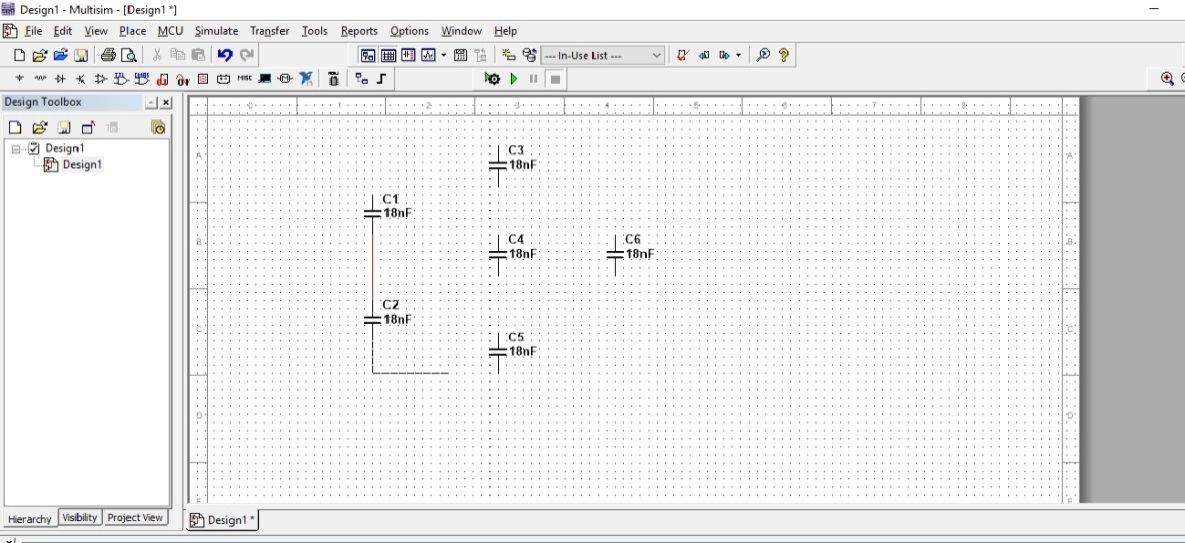 Design1 - Multisim - [Design1 *]
File Edit View Place MCU Simulate Transfer Tools Reports Options Window Help
--- In-Use List ---
MISC
Design Toolbox
0 1 2 3 4 5 6 7 8
Design1
Design1
A A
C3
18nF
C1
18nF
B B
C4
18nF
C6
18nF
C2
18nF
C C
C5
18nF
D D
Hierarchy Visibility Project View
Design1 *